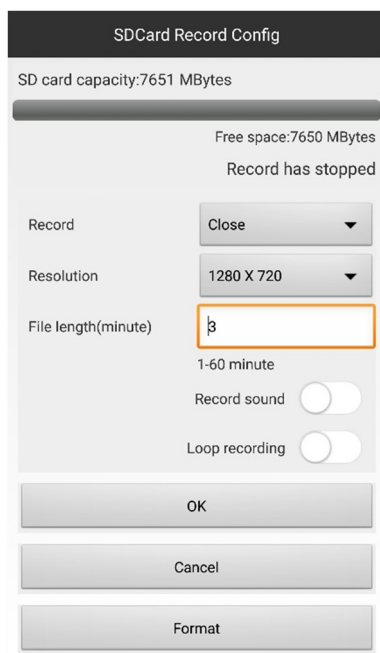 SDCard Record Config
SD card capacity:7651 MBytes
Free space:7650 MBytes
Record has stopped
Record Close
Resolution 1280 X 720
File length(minute) 3
1-60 minute
Record sound
Loop recording
OK
Cancel
Format